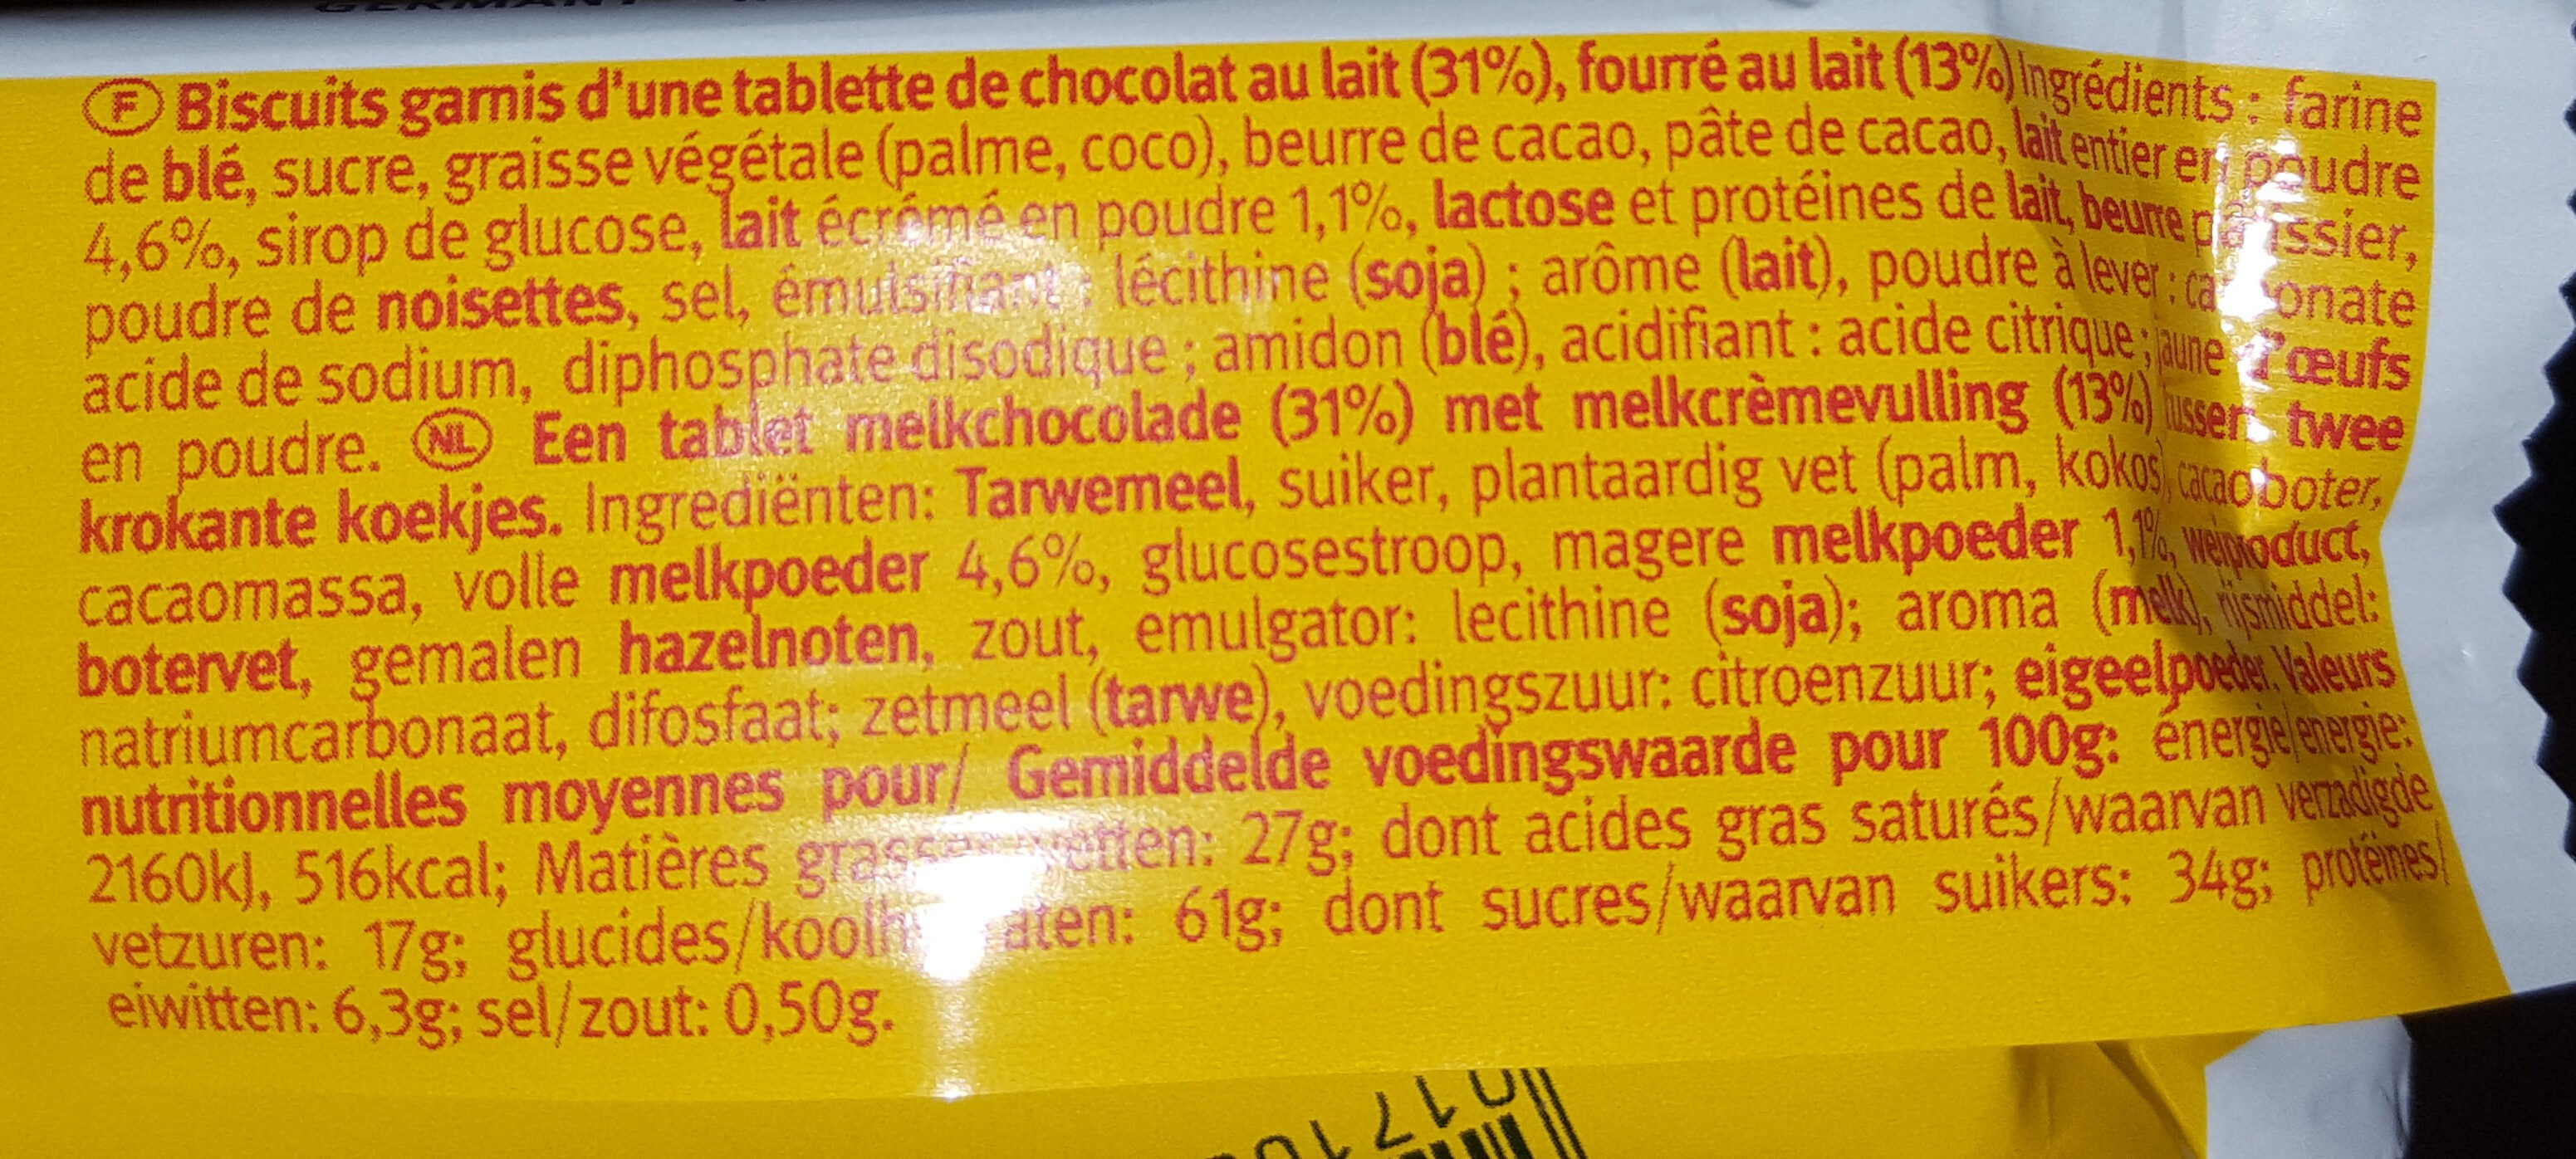 GERMANY
F Biscuits garnis d'une tablette de chocolat au lait (31%), fourré au lait (13%) Ingrédients : farine
de blé, sucre, graisse végétale (palme, coco), beurre de cacao, pâte de cacao, lait entier en poudre
4,6%, sirop de glucose, lait écrémé en poudre 1,1%, lactose et protéines de lait, beurre pâtissier,
poudre de noisettes, sel, émulsifiant : lécithine (soja) ; arôme (lait), poudre à lever : carbonate
acide de sodium, diphosphate disodique ; amidon (blé), acidifiant : acide citrique ; jaune d'œufs
en poudre. NL Een tablet melkchocolade (31%) met melkcrèmevulling (13%) tussen twee
krokante koekjes. Ingrediënten: Tarwemeel, suiker, plantaardig vet (palm, kokos), cacaoboter,
cacaomassa, volle melkpoeder 4,6%, glucosestroop, magere melkpoeder 1,1%, weiproduct,
botervet, gemalen hazelnoten, zout, emulgator: lecithine (soja); aroma (melk), rijsmiddel:
natriumcarbonaat, difosfaat; zetmeel (tarwe), voedingszuur: citroenzuur; eigeelpoeder. Valeurs
nutritionnelles moyennes pour/ Gemiddelde voedingswaarde pour 100g: énergie/energie:
2160kJ, 516kcal; Matières grasses/vetten: 27g; dont acides gras saturés/waarvan verzadigde
vetzuren: 17g; glucides/koolhydraten: 61g; dont sucres/waarvan suikers: 34g; protéines/
eiwitten: 6,3g; sel/zout: 0,50g.